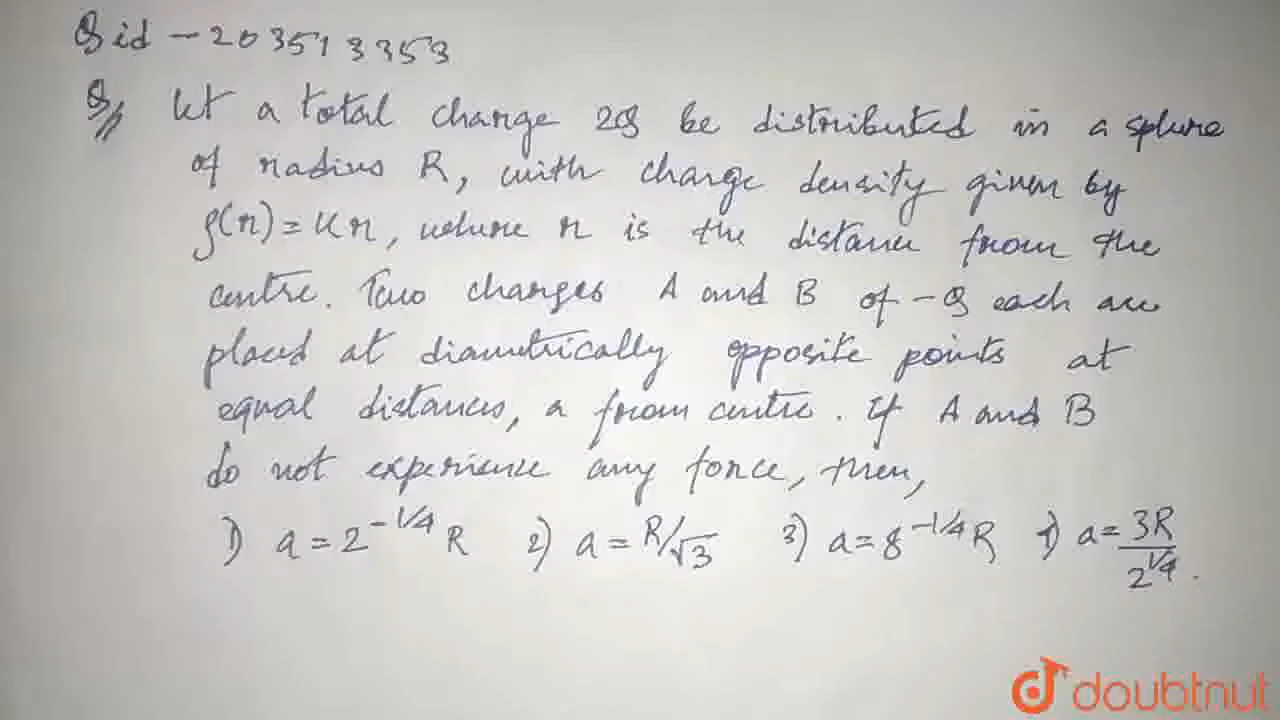 Qid - 203513353
Q// Let a total charge 2Q be distributed in a sphere
of radius R, with charge density given by
ρ(r) = kr, where r is the distance from the
centre. Two charges A and B of -Q each are
placed at diametrically opposite points at
equal distances, a from centre. If A and B
do not experience any force, then,
1) a = 2^{-1/4} R 2) a = R/√3 3) a = 8^{-1/4} R 4) a = 3R/2^{1/4}.
doubtnut